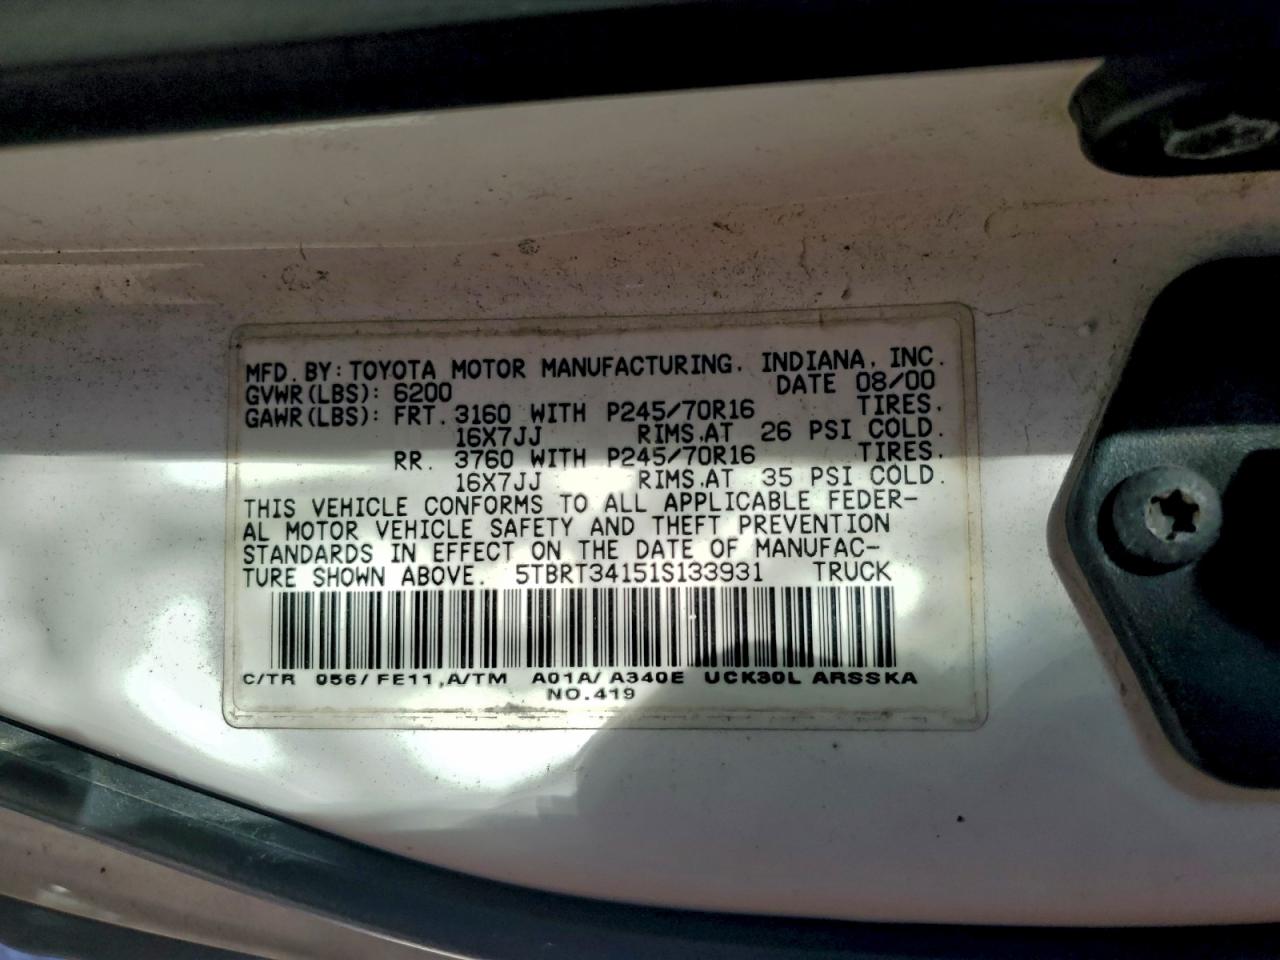 MFD. BY: TOYOTA MOTOR MANUFACTURING, INDIANA, INC.
GVWR(LBS): 6200 DATE 08/00
GAWR(LBS): FRT. 3160 WITH P245/70R16 TIRES.
16X7JJ RIMS.AT 26 PSI COLD.
RR. 3760 WITH P245/70R16 TIRES.
16X7JJ RIMS.AT 35 PSI COLD.
THIS VEHICLE CONFORMS TO ALL APPLICABLE FEDER-
AL MOTOR VEHICLE SAFETY AND THEFT PREVENTION
STANDARDS IN EFFECT ON THE DATE OF MANUFAC-
TURE SHOWN ABOVE. 5TBRT34151S133931 TRUCK
C/TR 056/FE11,A/TM A01A/A340E UCK30L ARSSKA
NO.419